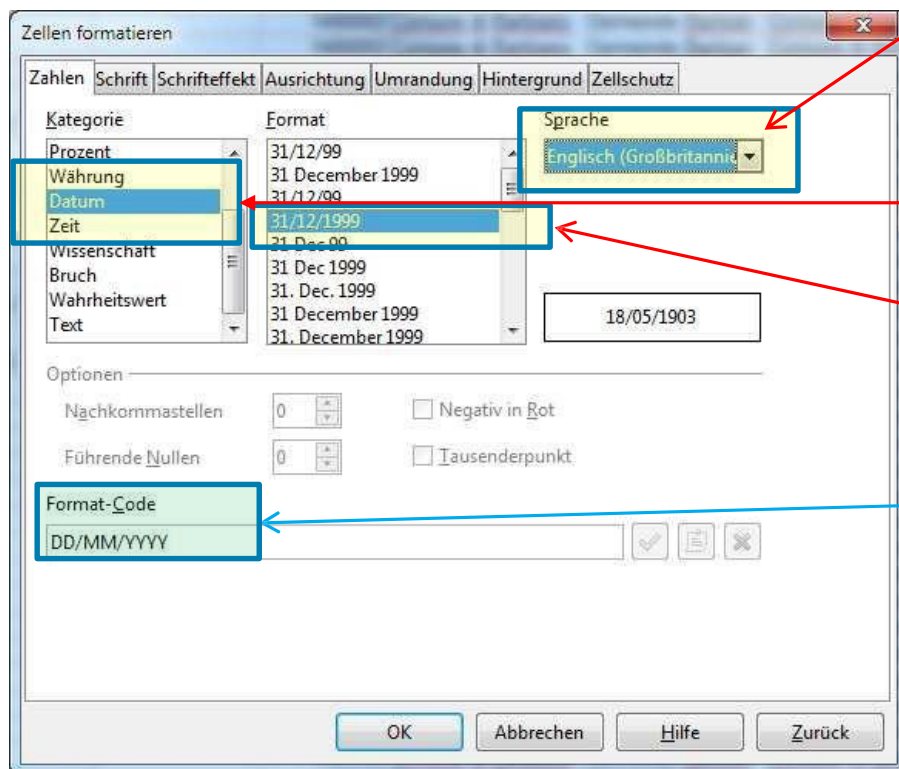 Zellen formatieren
Zahlen Schrift Schrifteffekt Ausrichtung Umrandung Hintergrund Zellschutz
Kategorie
Prozent
Währung
Datum
Zeit
Wissenschaft
Bruch
Wahrheitswert
Text
Format
31/12/99
31 December 1999
31/12/99
31/12/1999
31 Dec 99
31 Dec 1999
31. Dec. 1999
31 December 1999
31. December 1999
Sprache
Englisch (Großbritannie
18/05/1903
Optionen
Nachkommastellen 0 Negativ in Rot
Führende Nullen 0 Tausenderpunkt
Format-Code
DD/MM/YYYY
OK Abbrechen Hilfe Zurück